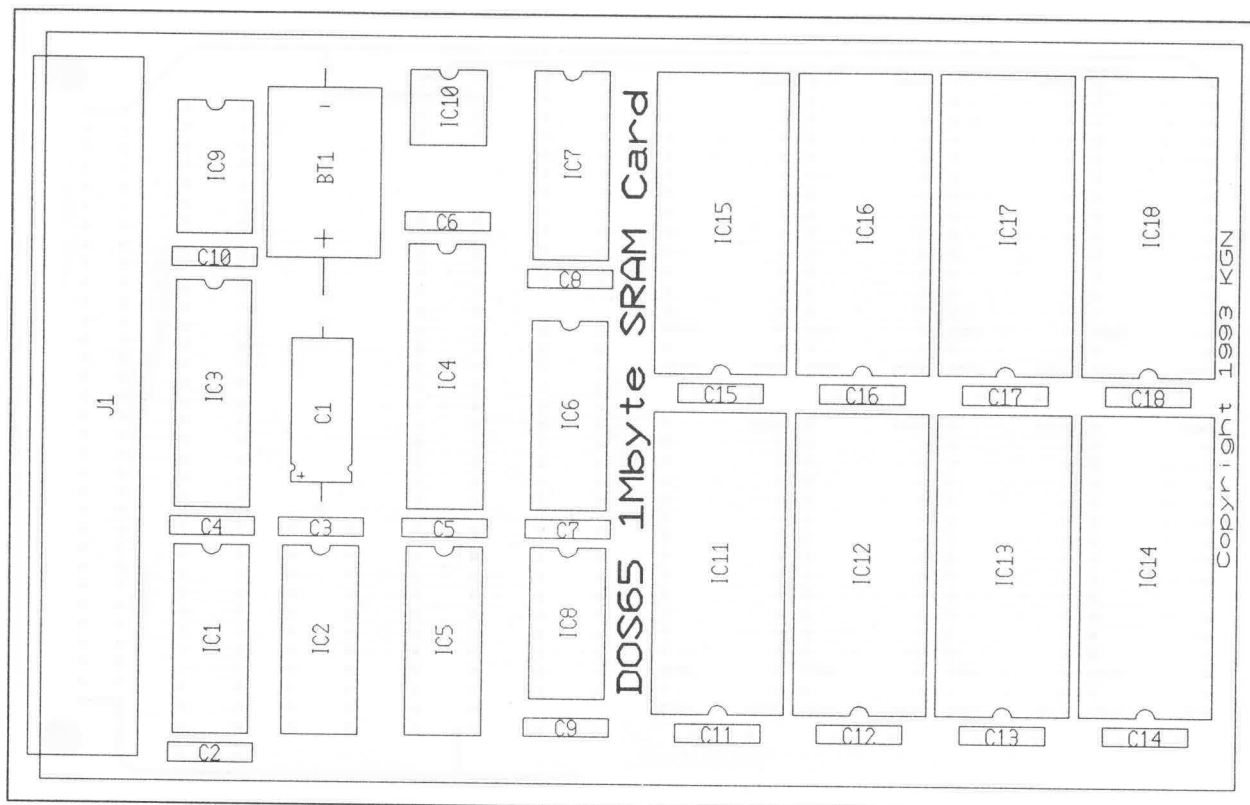 J1
IC9
C10
IC3
C4
IC1
C2
-
BT1
+
C1
+
C3
IC2
IC10
C6
IC4
C5
IC5
IC7
C8
IC6
C7
IC8
C9
DOS65 1Mbyte SRAM Card
IC15
IC16
IC17
IC18
C15
C16
C17
C18
IC11
IC12
IC13
IC14
C11
C12
C13
C14
Copyright 1993 KGN